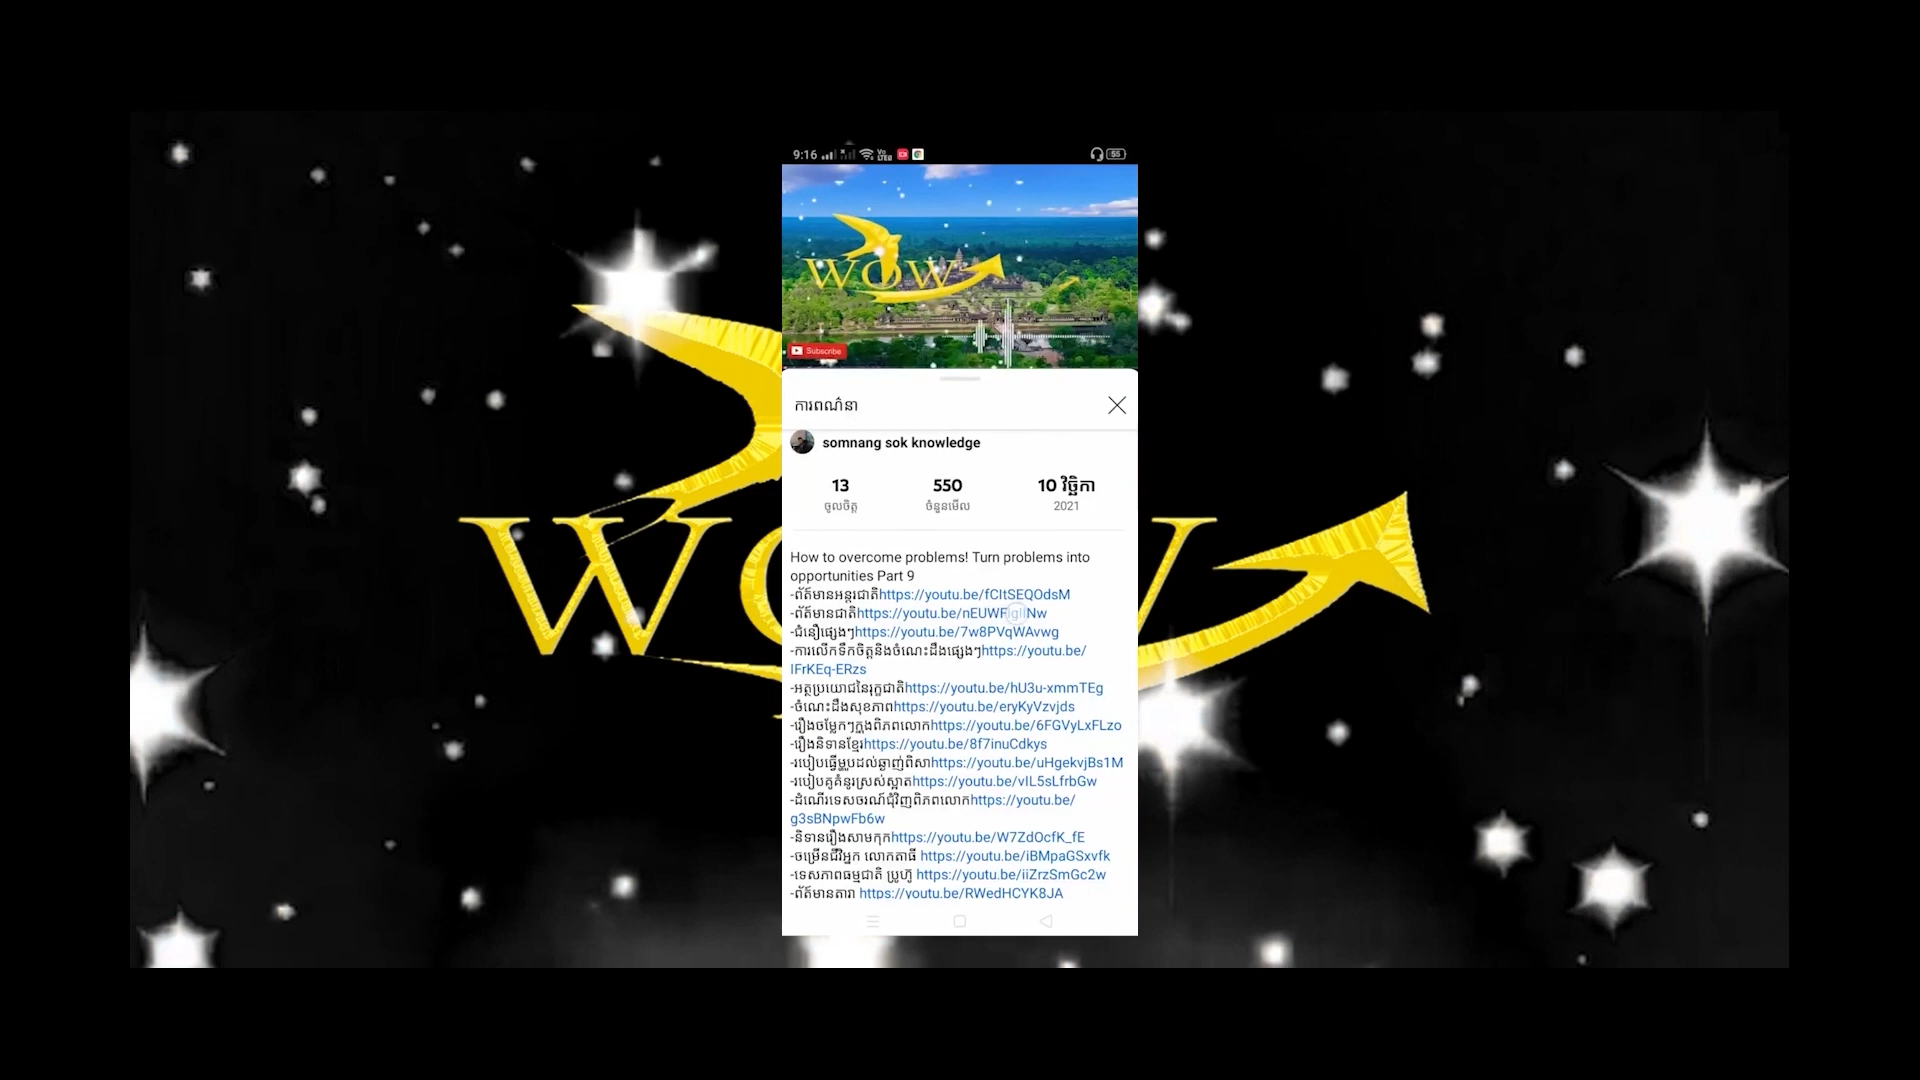 9:16
55
WOW
Subscribe
ការពណ៌នា
somnang sok knowledge
13 550 10 វិច្ឆិកា
ចូលចិត្ត ចំនួនមើល 2021
How to overcome problems! Turn problems into
opportunities Part 9
-ព័ត៌មានអន្តរជាតិhttps://youtu.be/fCItSEQOdsM
-ព័ត៌មានជាតិ
-ជំនឿផ្សេងៗhttps://youtu.be/7w8PVqWAvwg
-ការលើកទឹកចិត្តនិងចំណេះដឹងផ្សេងៗhttps://youtu.be/
IFrKEq-ERzs
-អត្ថប្រយោជនៃរុក្ខជាតិhttps://youtu.be/hU3u-xmmTEg
-ចំណេះដឹងសុខភាពhttps://youtu.be/eryKyVzvjds
-រឿងចម្លែកៗក្នុងពិភពលោកhttps://youtu.be/6FGVyLxFLzo
-រឿងនិទានខ្មែរhttps://youtu.be/8f7inuCdkys
-របៀបធ្វើម្ហូបដល់ឆ្ងាញ់ពិសាhttps://youtu.be/uHgekvjBs1M
-របៀបគូគំនូរស្រស់ស្អាតhttps://youtu.be/vIL5sLfrbGw
-ដំណើរទេសចរណ៍ជុំវិញពិភពលោកhttps://youtu.be/
g3sBNpwFb6w
-និទានរឿងសាមកុកhttps://youtu.be/W7ZdOcfK_fE
-ចម្រើនជីវិអ្នក លោកតាធី https://youtu.be/iBMpaGSxvfk
-ទេសភាពធម្មជាតិ ប្រូហ៊ូ https://youtu.be/iiZrzSmGc2w
-ព័ត៌មានតារា https://youtu.be/RWedHCYK8JA